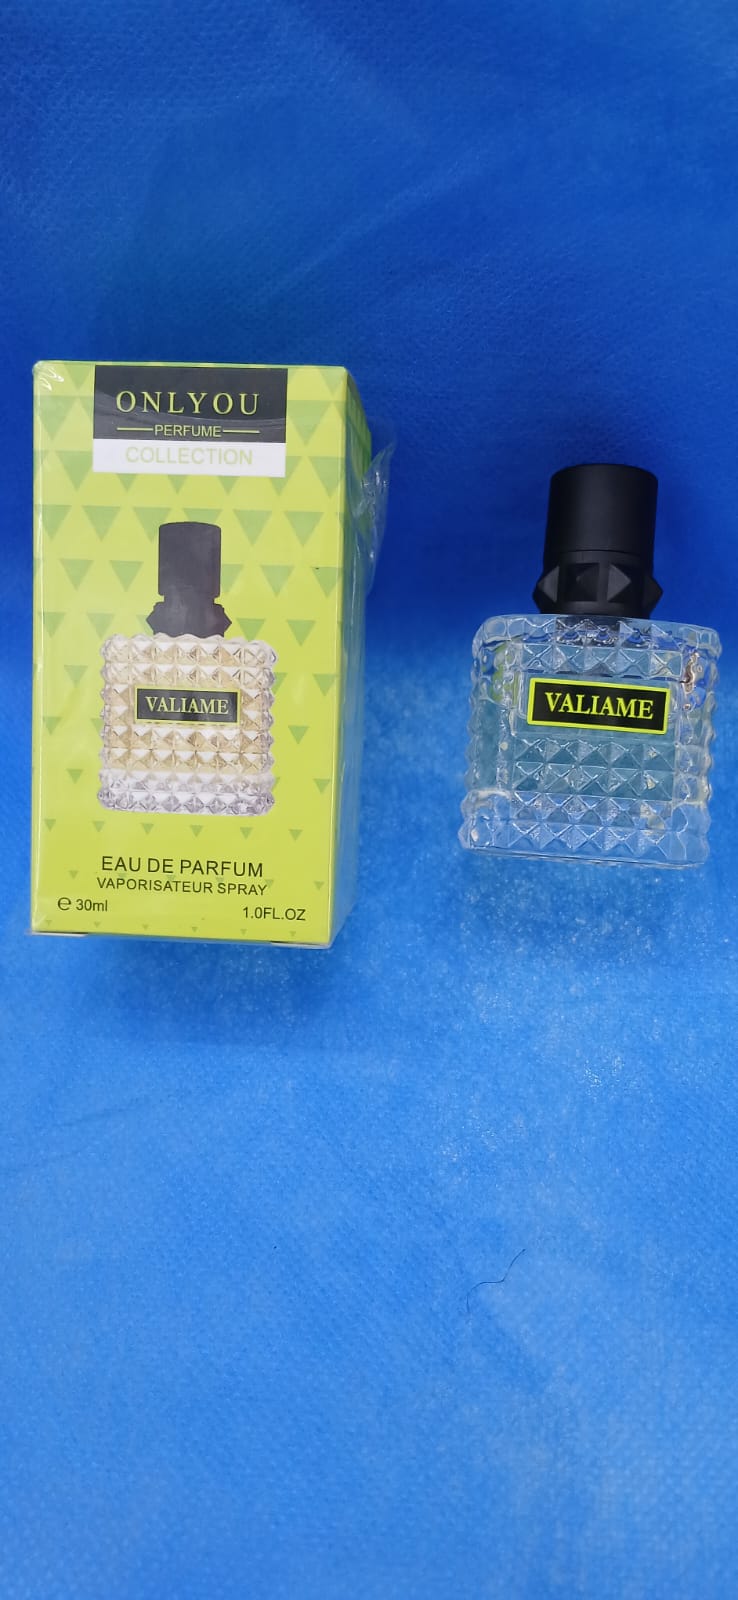 ONLYOU
PERFUME
COLLECTION
VALIAME
EAU DE PARFUM
VAPORISATEUR SPRAY
℮ 30ml 1.0FL.OZ
VALIAME